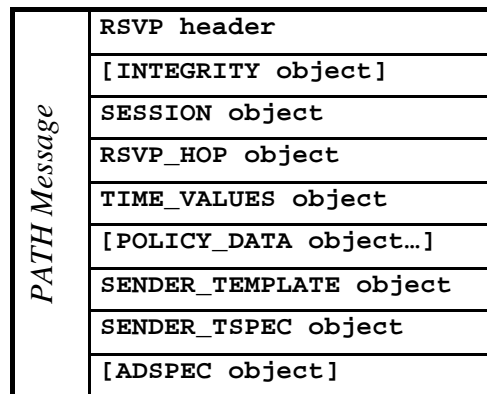 PATH Message
RSVP header
[INTEGRITY object]
SESSION object
RSVP_HOP object
TIME_VALUES object
[POLICY_DATA object…]
SENDER_TEMPLATE object
SENDER_TSPEC object
[ADSPEC object]